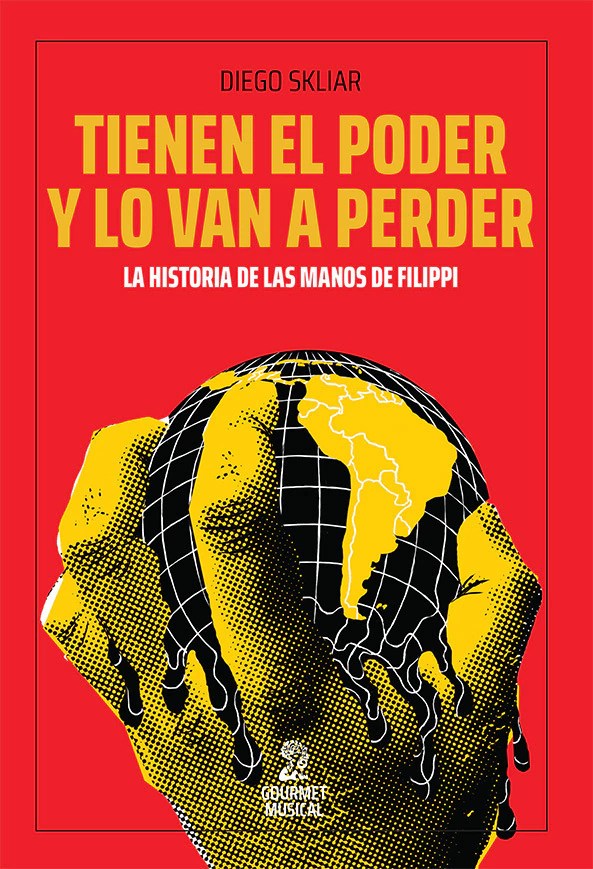 DIEGO SKLIAR
TIENEN EL PODER
Y LO VAN A PERDER
LA HISTORIA DE LAS MANOS DE FILIPPI
GOURMET
MUSICAL